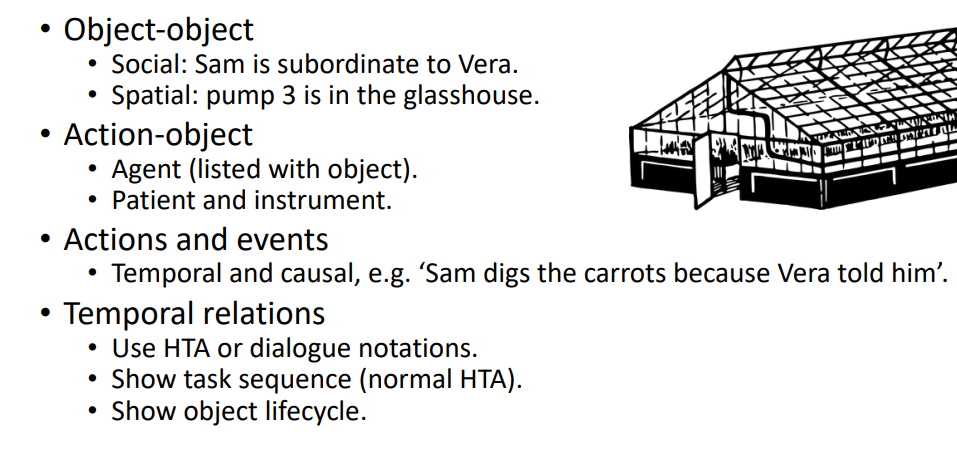 • Object-object
• Social: Sam is subordinate to Vera.
• Spatial: pump 3 is in the glasshouse.
• Action-object
• Agent (listed with object).
• Patient and instrument.
• Actions and events
• Temporal and causal, e.g. ‘Sam digs the carrots because Vera told him’.
• Temporal relations
• Use HTA or dialogue notations.
• Show task sequence (normal HTA).
• Show object lifecycle.